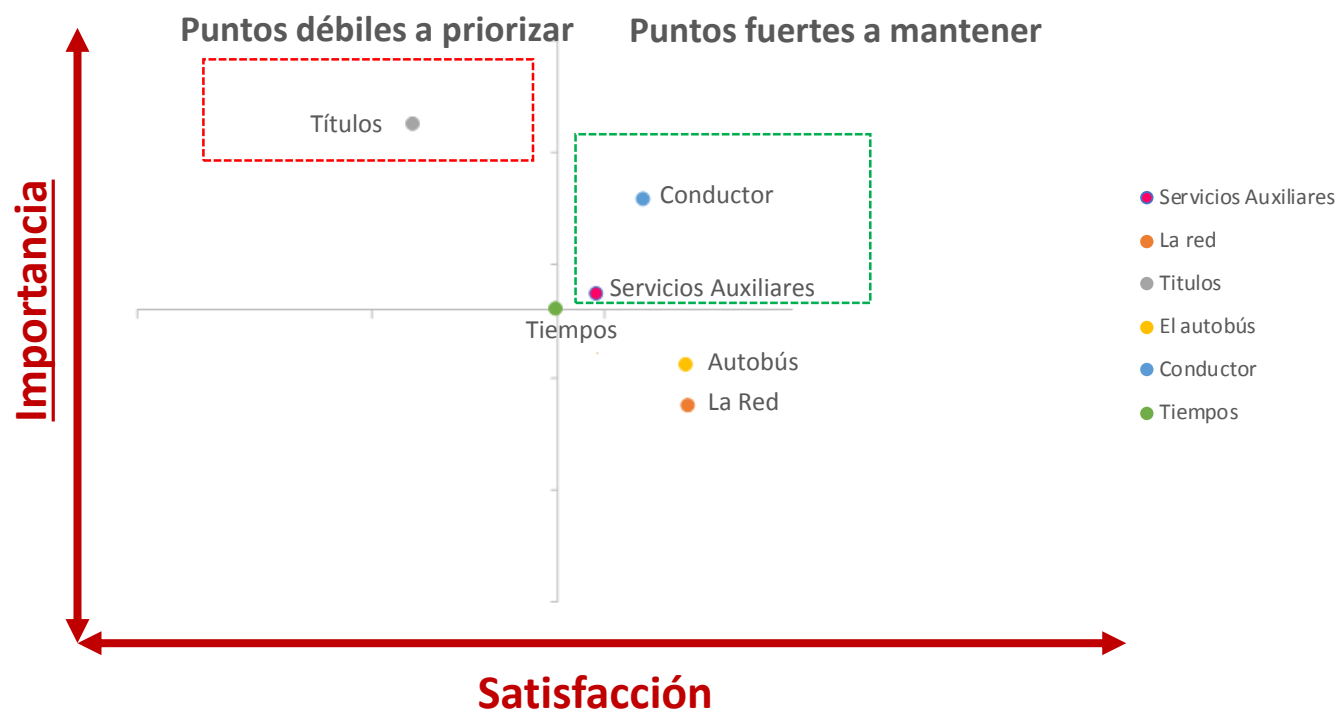 Puntos débiles a priorizar
Puntos fuertes a mantener
Títulos
Conductor
Servicios Auxiliares
Tiempos
Autobús
La Red
Importancia
Satisfacción
Servicios Auxiliares
La red
Titulos
El autobús
Conductor
Tiempos